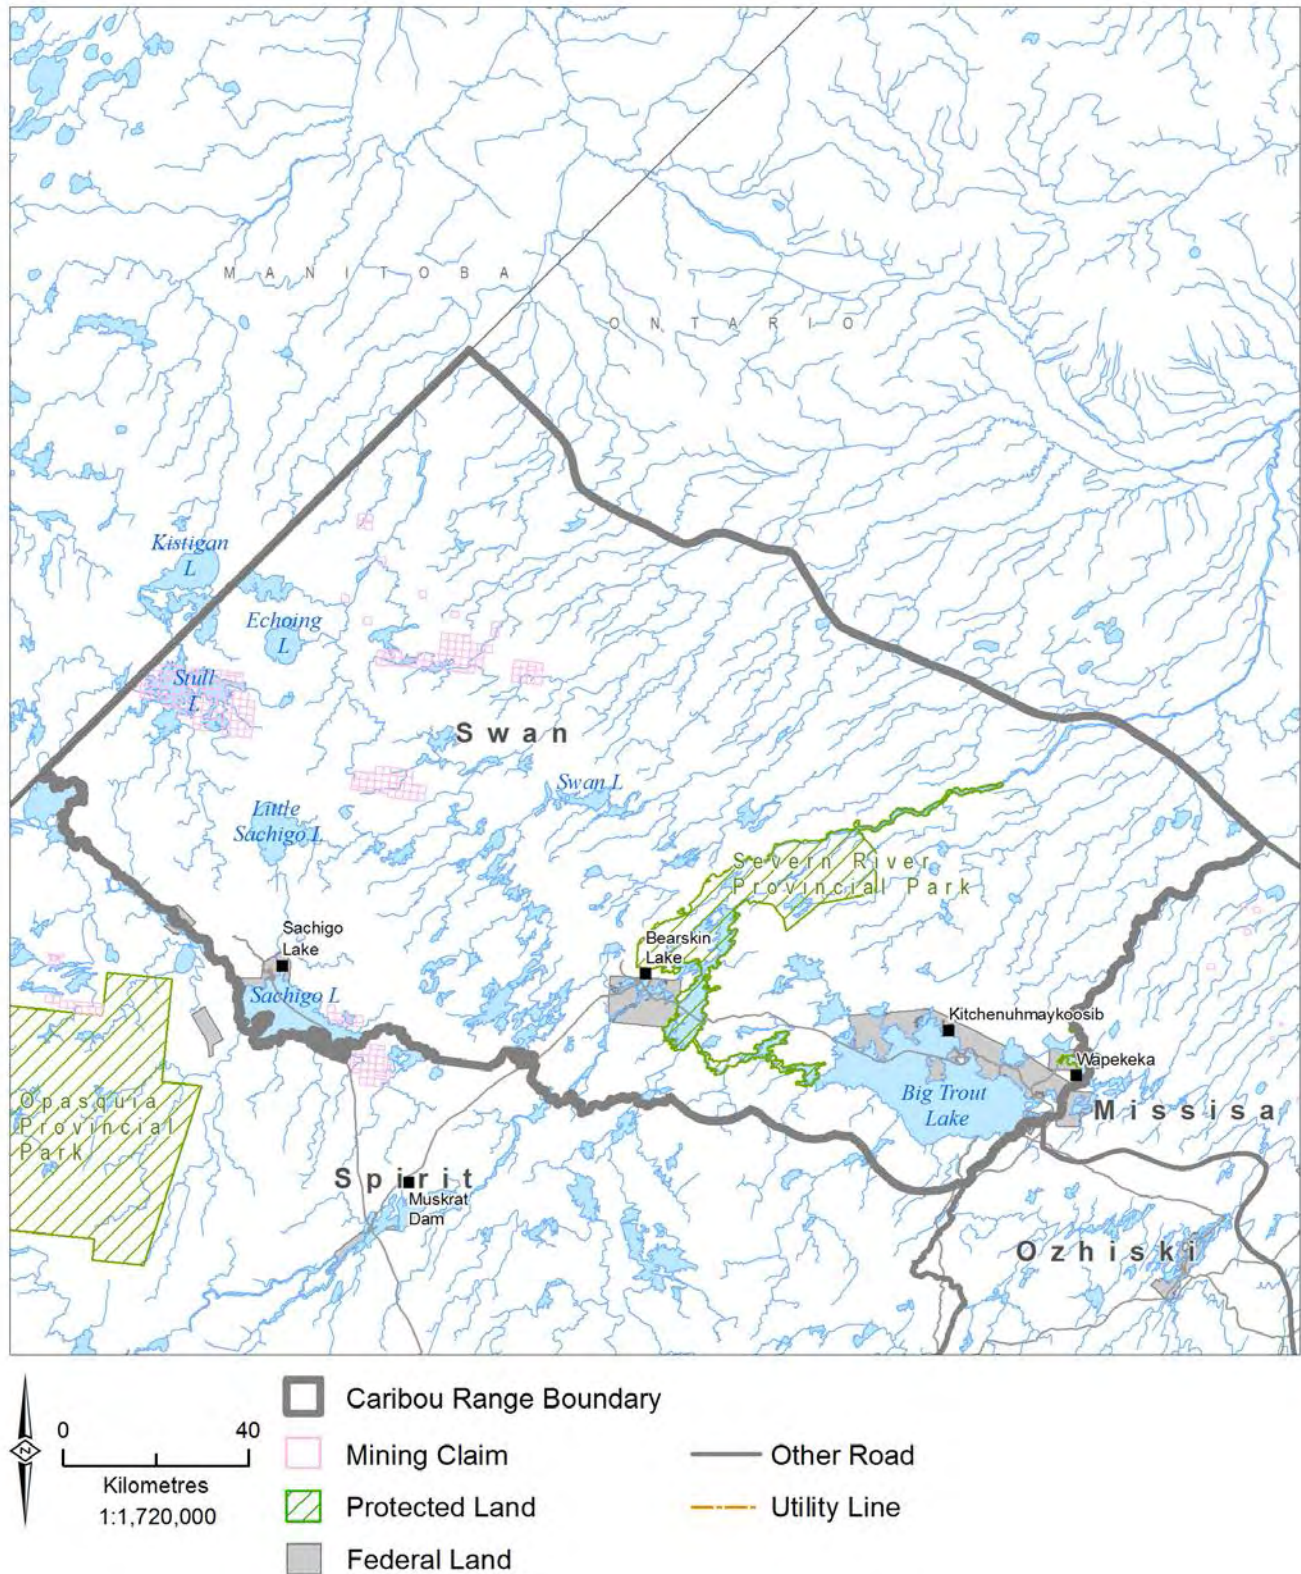 MANITOBA
ONTARIO
Kistigan
L
Echoing
L
Stull
L
Swan
Swan L
Little
Sachigo L
Severn River
Provincial Park
Sachigo
Lake
Bearskin
Lake
Sachigo L
Kitchenuhmaykoosib
Wapekeka
Big Trout
Lake
Missisa
Opasquia
Provincial
Park
Spirit
Muskrat
Dam
Ozhiski
N
0 40
Kilometres
1:1,720,000
Caribou Range Boundary
Mining Claim
Protected Land
Federal Land
Other Road
Utility Line